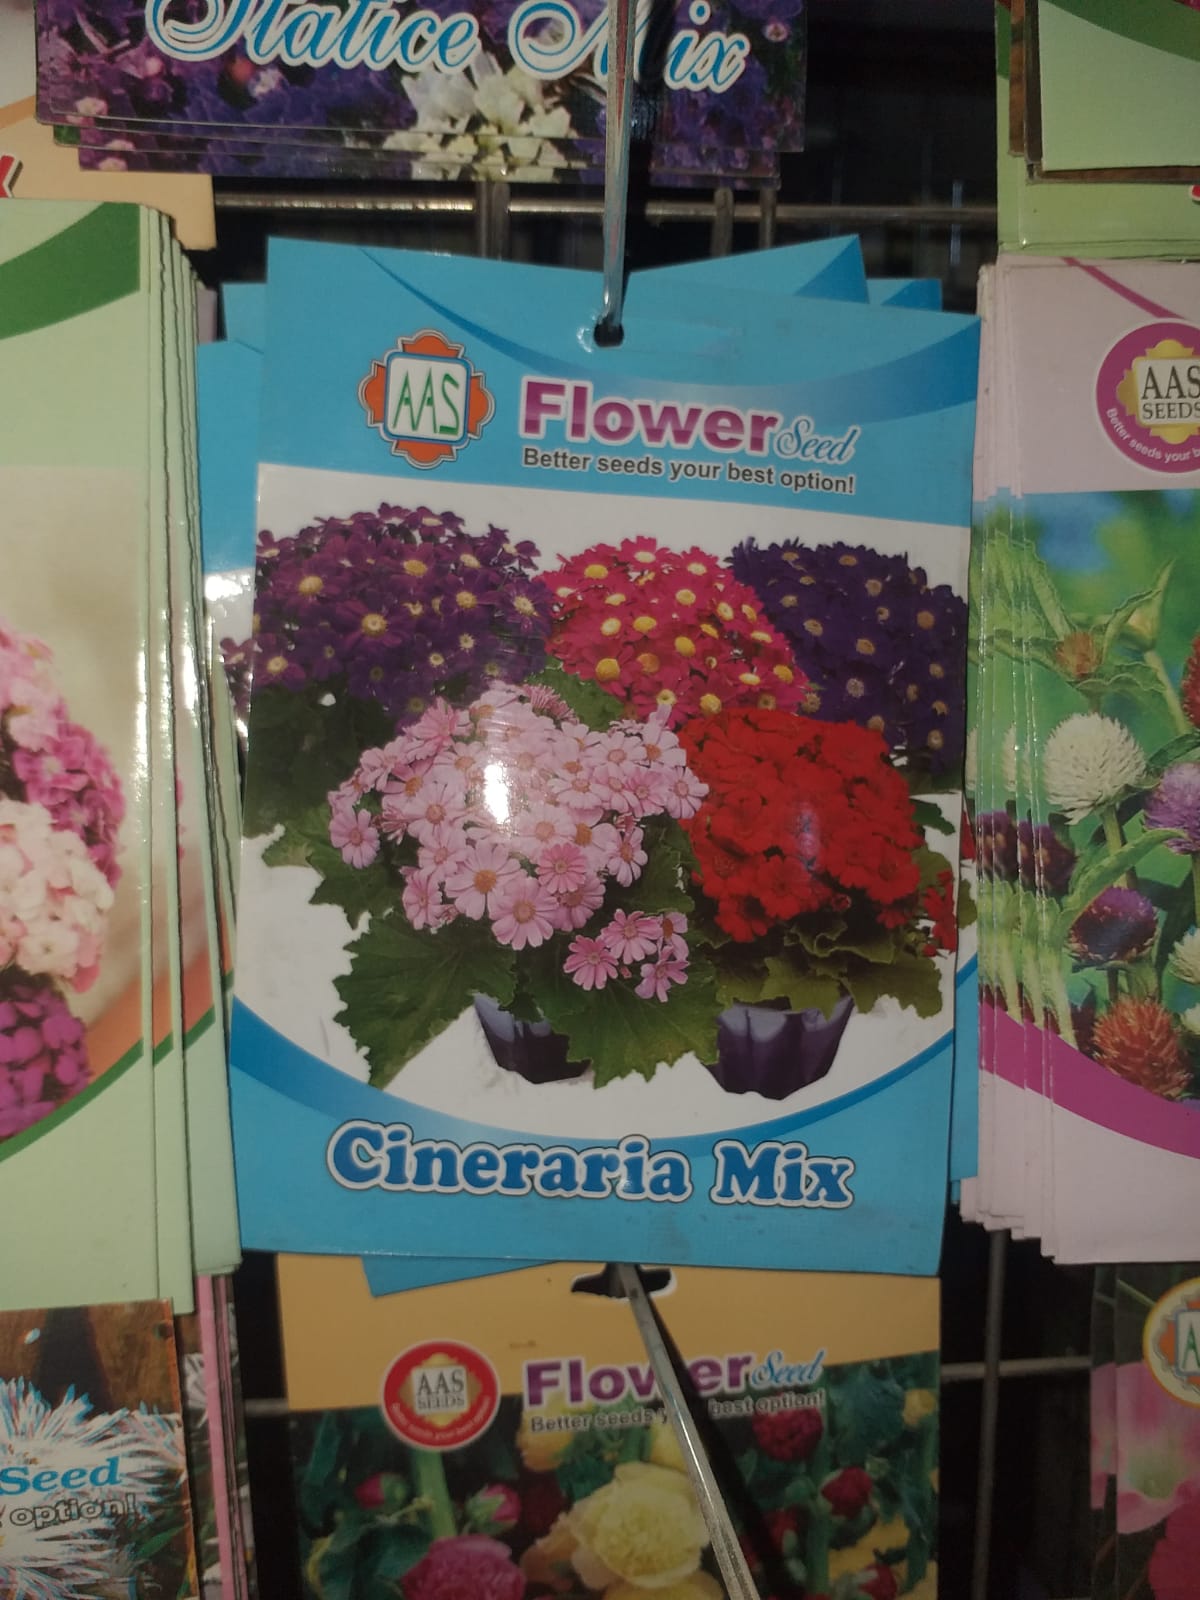 Statice Mix
AAS
Flower Seed
Better seeds your best option!
Cineraria Mix
AAS
SEEDS
Better seeds your b
AAS
SEEDS
Flower Seed
Better seeds y best option!
Seed
option!